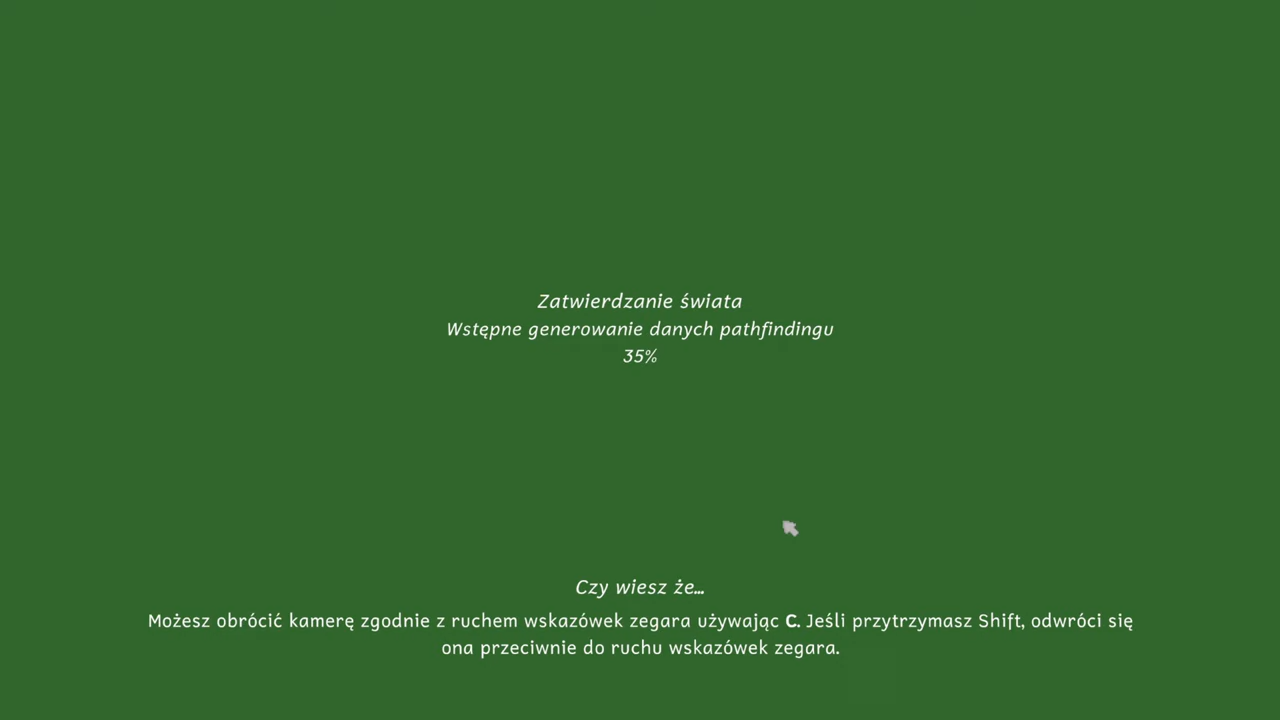 Zatwierdzanie świata
Wstępne generowanie danych pathfindingu
35%
Czy wiesz że...
Możesz obrócić kamerę zgodnie z ruchem wskazówek zegara używając C. Jeśli przytrzymasz Shift, odwróci się
ona przeciwnie do ruchu wskazówek zegara.